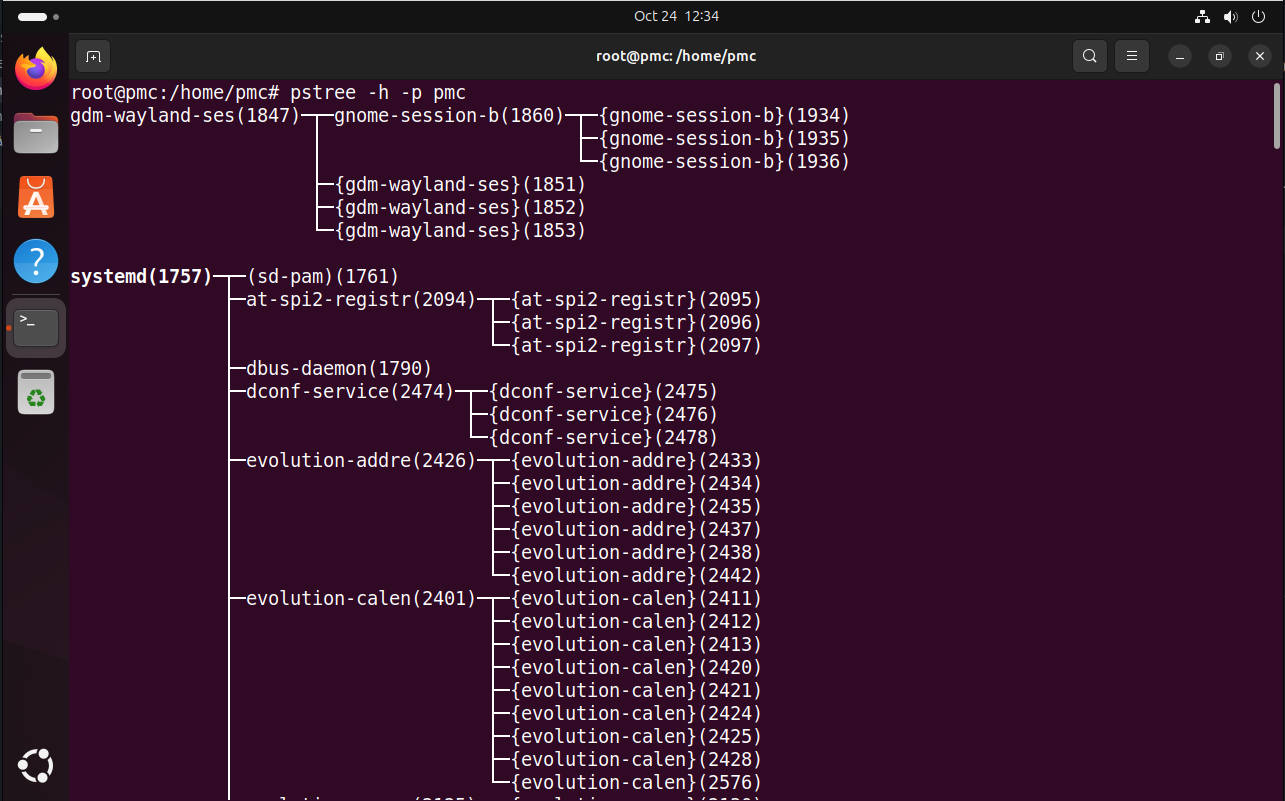 Oct 24 12:34
root@pmc: /home/pmc
root@pmc:/home/pmc# pstree -h -p pmc
gdm-wayland-ses(1847)─┬─gnome-session-b(1860)─┬─{gnome-session-b}(1934)
├─{gnome-session-b}(1935)
└─{gnome-session-b}(1936)
├─{gdm-wayland-ses}(1851)
├─{gdm-wayland-ses}(1852)
└─{gdm-wayland-ses}(1853)
systemd(1757)─┬─(sd-pam)(1761)
├─at-spi2-registr(2094)─┬─{at-spi2-registr}(2095)
├─{at-spi2-registr}(2096)
└─{at-spi2-registr}(2097)
├─dbus-daemon(1790)
├─dconf-service(2474)─┬─{dconf-service}(2475)
├─{dconf-service}(2476)
└─{dconf-service}(2478)
├─evolution-addre(2426)─┬─{evolution-addre}(2433)
├─{evolution-addre}(2434)
├─{evolution-addre}(2435)
├─{evolution-addre}(2437)
├─{evolution-addre}(2438)
└─{evolution-addre}(2442)
├─evolution-calen(2401)─┬─{evolution-calen}(2411)
├─{evolution-calen}(2412)
├─{evolution-calen}(2413)
├─{evolution-calen}(2420)
├─{evolution-calen}(2421)
├─{evolution-calen}(2424)
├─{evolution-calen}(2425)
├─{evolution-calen}(2428)
└─{evolution-calen}(2576)